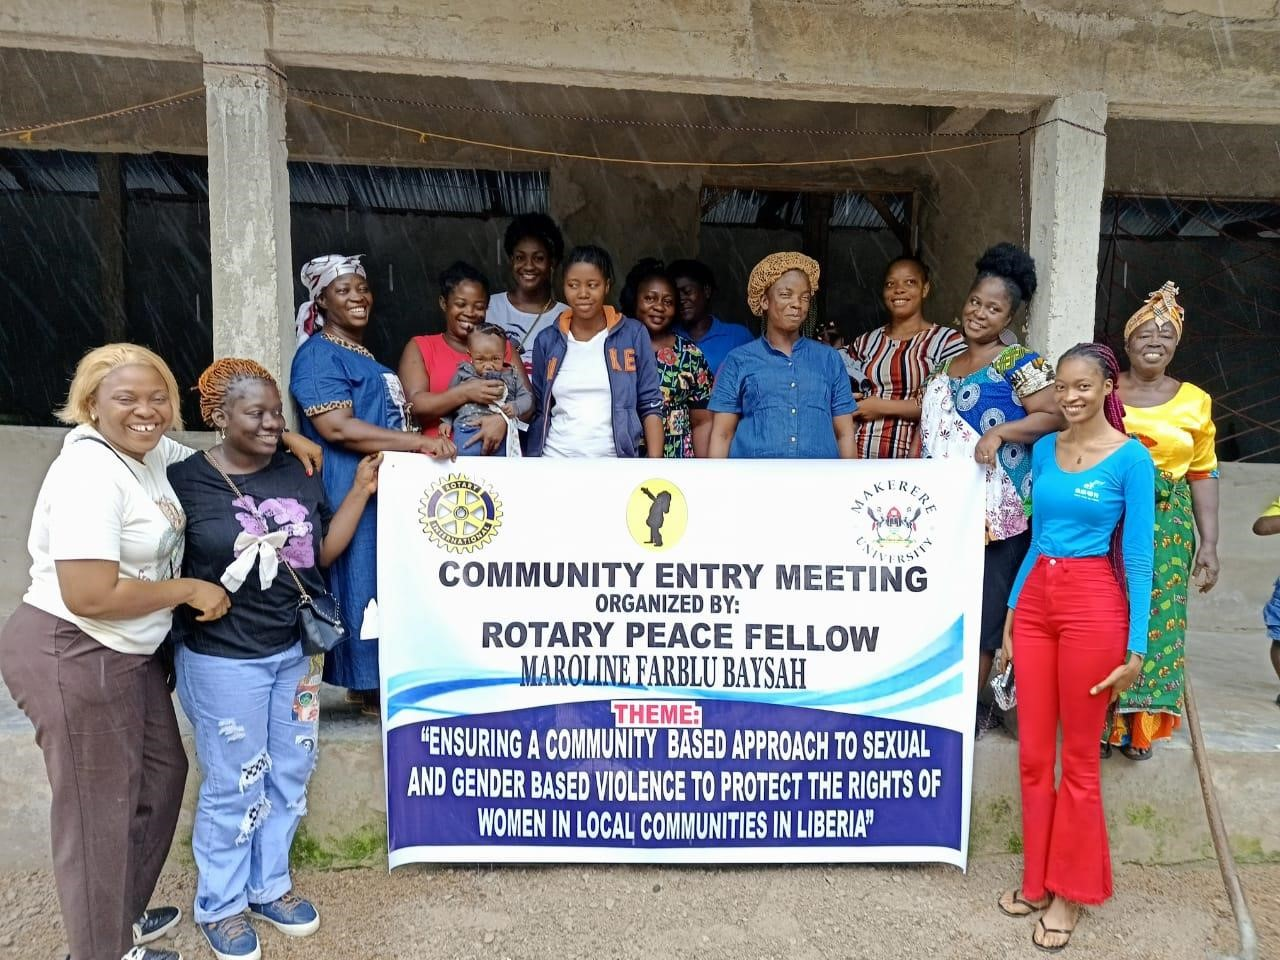 ROTARY
INTERNATIONAL
MAKERERE
UNIVERSITY
COMMUNITY ENTRY MEETING
ORGANIZED BY:
ROTARY PEACE FELLOW
MAROLINE FARBLU BAYSAH
THEME:
“ENSURING A COMMUNITY BASED APPROACH TO SEXUAL
AND GENDER BASED VIOLENCE TO PROTECT THE RIGHTS OF
WOMEN IN LOCAL COMMUNITIES IN LIBERIA”